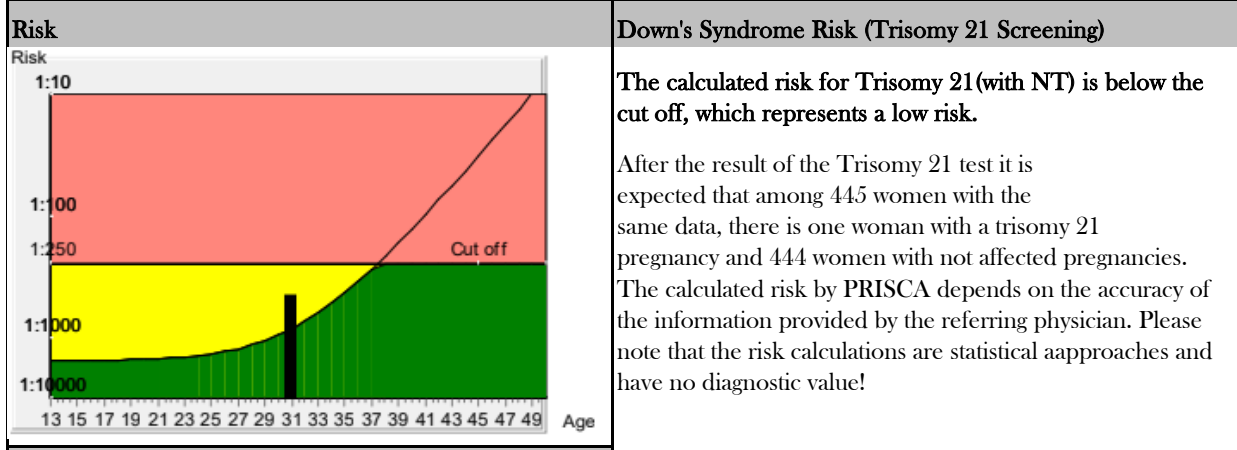 Risk
Down's Syndrome Risk (Trisomy 21 Screening)
Risk
1:10
1:100
1:250
Cut off
1:1000
1:10000
13 15 17 19 21 23 25 27 29 31 33 35 37 39 41 43 45 47 49 Age
The calculated risk for Trisomy 21(with NT) is below the
cut off, which represents a low risk.
After the result of the Trisomy 21 test it is
expected that among 445 women with the
same data, there is one woman with a trisomy 21
pregnancy and 444 women with not affected pregnancies.
The calculated risk by PRISCA depends on the accuracy of
the information provided by the referring physician. Please
note that the risk calculations are statistical aapproaches and
have no diagnostic value!